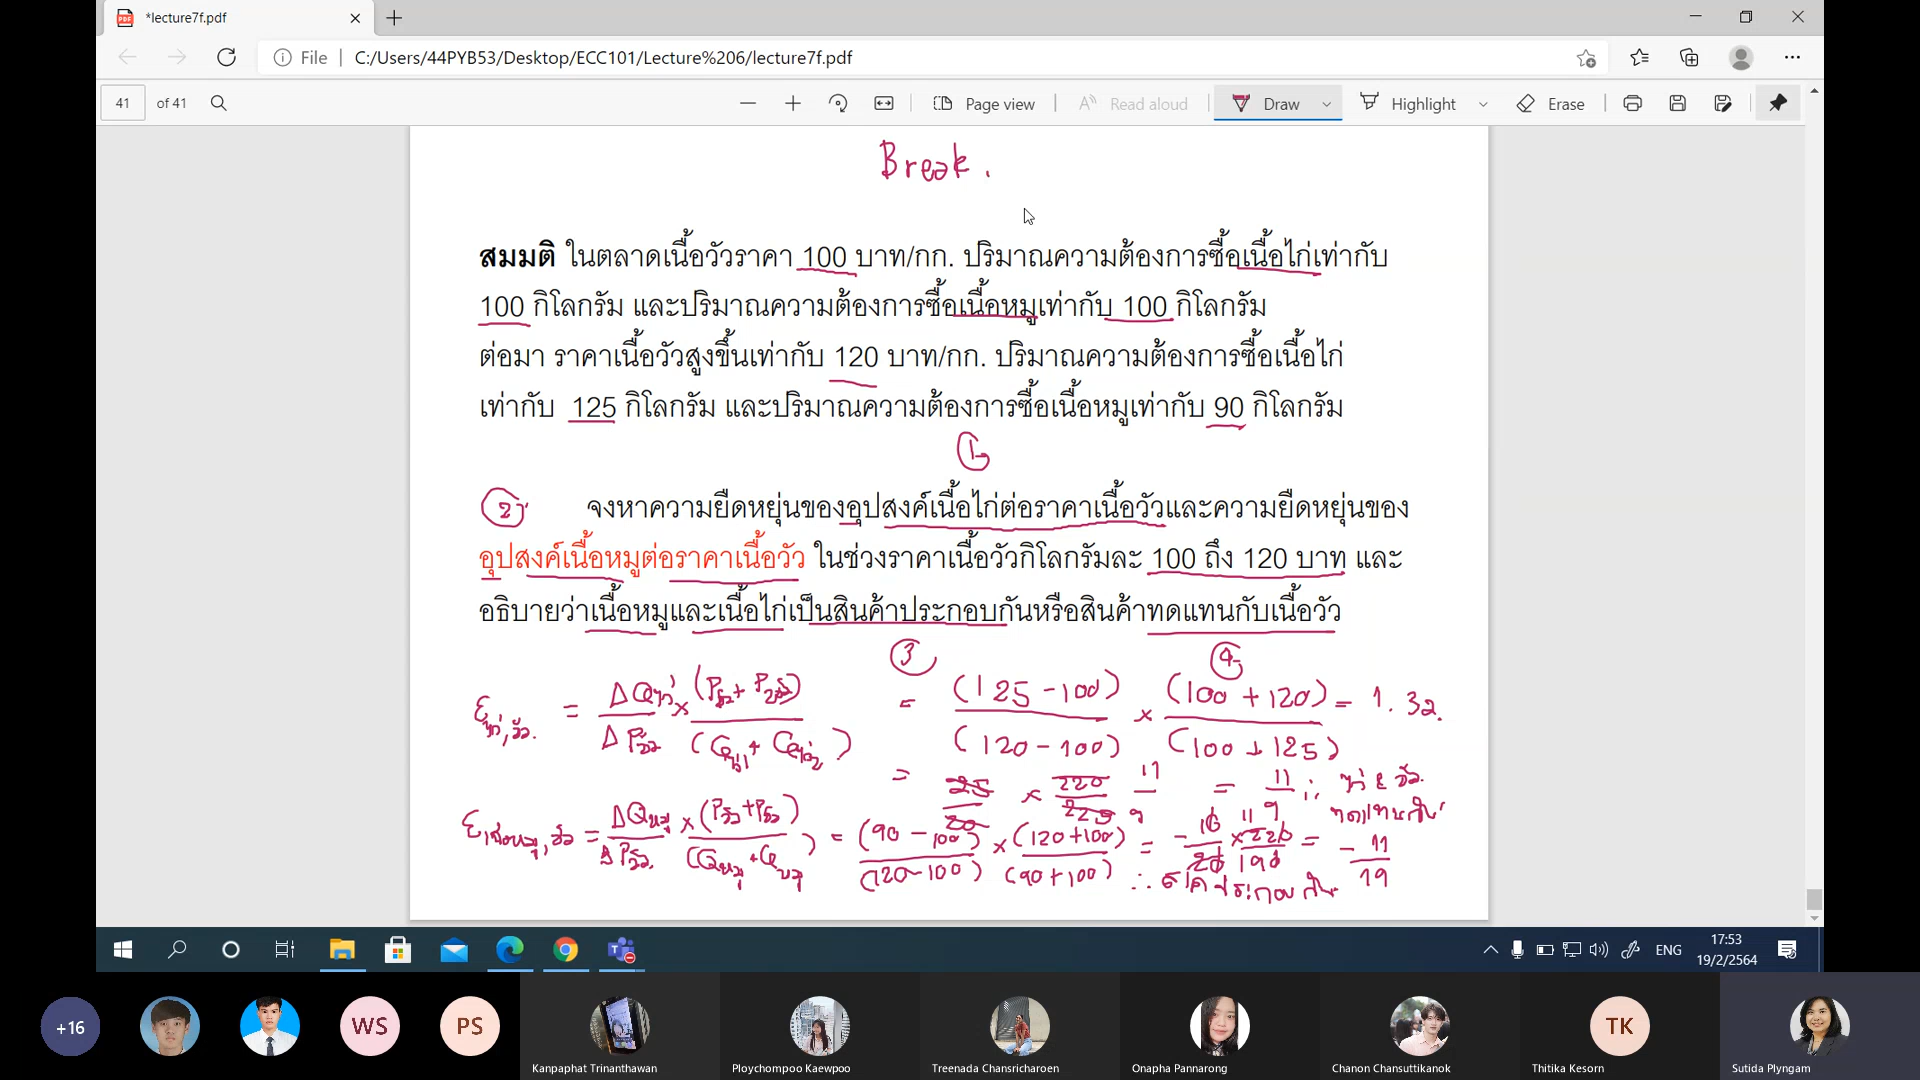 *lecture7f.pdf
File
C:/Users/44PYB53/Desktop/ECC101/Lecture%206/lecture7f.pdf
41 of 41
Page view
Read aloud
Draw
Highlight
Erase
Break.
สมมติ ในตลาดเนื้อวัวราคา 100 บาท/กก. ปริมาณความต้องการซื้อเนื้อไก่เท่ากับ
100 กิโลกรัม และปริมาณความต้องการซื้อเนื้อหมูเท่ากับ 100 กิโลกรัม
ต่อมา ราคาเนื้อวัวสูงขึ้นเท่ากับ 120 บาท/กก. ปริมาณความต้องการซื้อเนื้อไก่
เท่ากับ 125 กิโลกรัม และปริมาณความต้องการซื้อเนื้อหมูเท่ากับ 90 กิโลกรัม
1
2
จงหาความยืดหยุ่นของอุปสงค์เนื้อไก่ต่อราคาเนื้อวัวและความยืดหยุ่นของ
อุปสงค์เนื้อหมูต่อราคาเนื้อวัว ในช่วงราคาเนื้อวัวกิโลกรัมละ 100 ถึง 120 บาท และ
อธิบายว่าเนื้อหมูและเนื้อไก่เป็นสินค้าประกอบกันหรือสินค้าทดแทนกับเนื้อวัว
3 4
= (125 - 100) × (100 + 120) = 1.32.
(120 - 100) (100 + 125)
= 25 × 220 11 = 11 ∴
20 225 9 9
= (90 - 100) × (120 + 100) = - 10 × 220 = - 11
(120 - 100) (90 + 100) 20 190 19
ENG
17:53
19/2/2564
+16
WS
PS
Kanpaphat Trinanthawan
Ploychompoo Kaewpoo
Treenada Chansricharoen
Onapha Pannarong
Chanon Chansuttikanok
TK
Thitika Kesorn
Sutida Plyngam